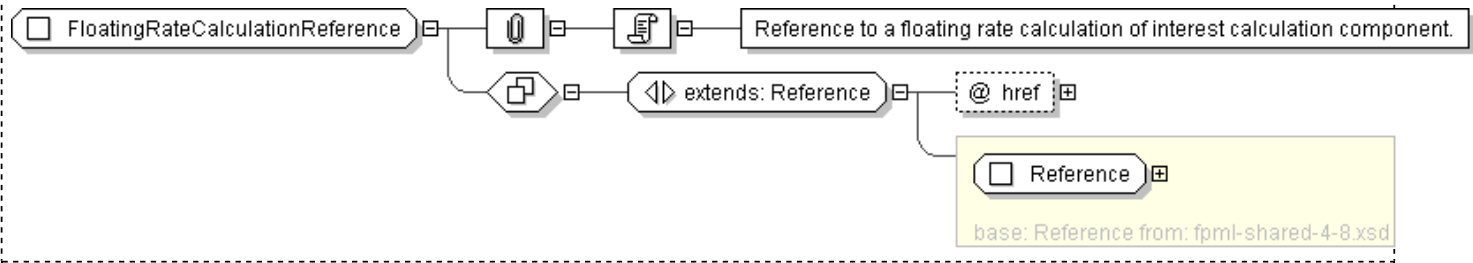 FloatingRateCalculationReference
Reference to a floating rate calculation of interest calculation component.
extends: Reference
@ href
Reference
base: Reference from: fpml-shared-4-8.xsd